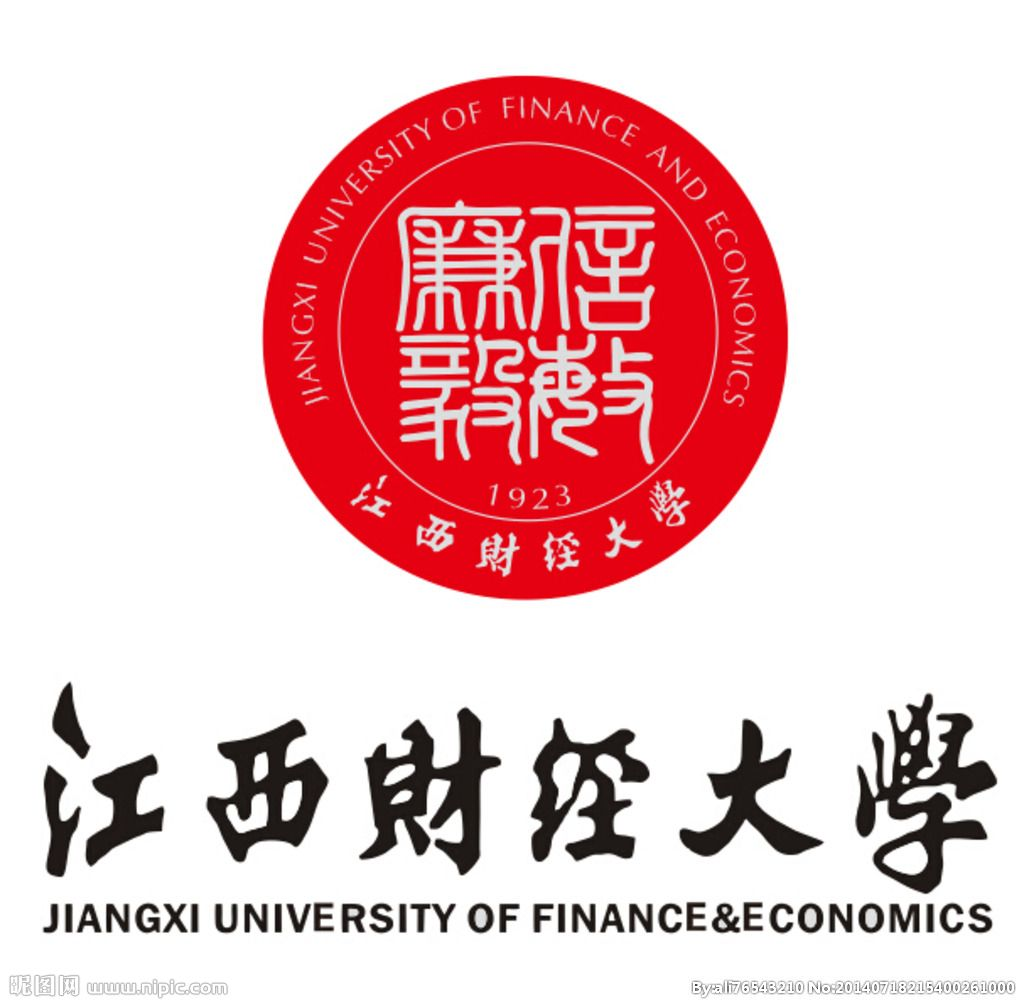 JIANGXI UNIVERSITY OF FINANCE AND ECONOMICS
信敏
廉毅
1923
江西財經大學
江西財經大學
JIANGXI UNIVERSITY OF FINANCE&ECONOMICS
昵图网 www.nipic.com
By:ali76543210 No:20140718215400261000